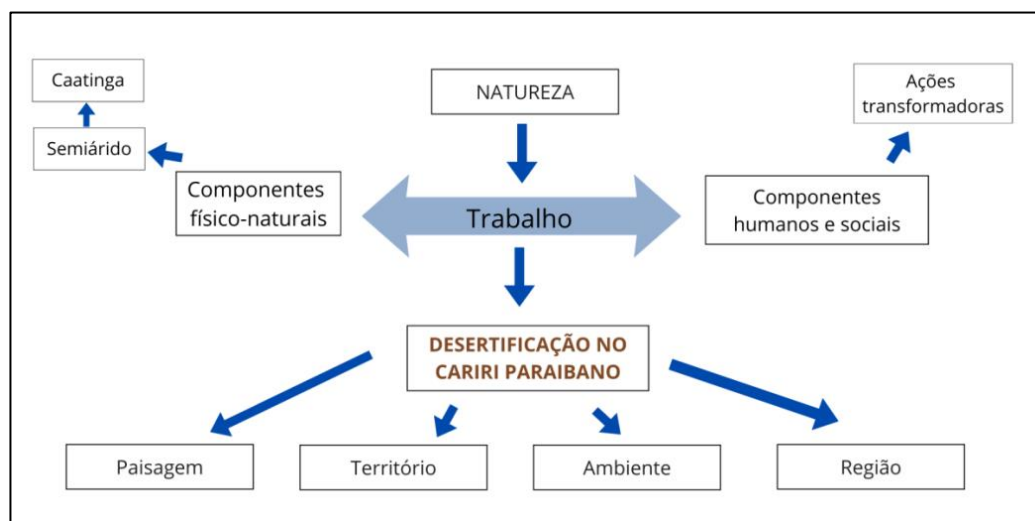 Caatinga
NATUREZA
Ações
transformadoras
Semiárido
Componentes
físico-naturais
Trabalho
Componentes
humanos e sociais
DESERTIFICAÇÃO NO
CARIRI PARAIBANO
Paisagem
Território
Ambiente
Região